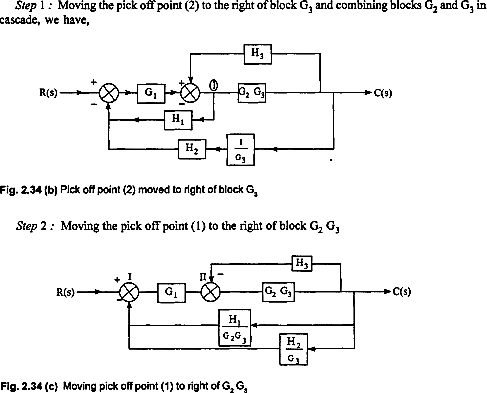 Step 1 : Moving the pick off point (2) to the right of block G₃ and combining blocks G₂ and G₃ in
cascade, we have,
H₃
+ + 1
R(s) G₁ G₂ G₃ C(s)
− −
H₁
H₂ 1/G₃
Fig. 2.34 (b) Pick off point (2) moved to right of block G₃
Step 2 : Moving the pick off point (1) to the right of block G₂ G₃
H₃
+ I II −
R(s) G₁ G₂ G₃ C(s)
−
H₁/G₂G₃
H₂/G₃
Fig. 2.34 (c) Moving pick off point (1) to right of G₂ G₃